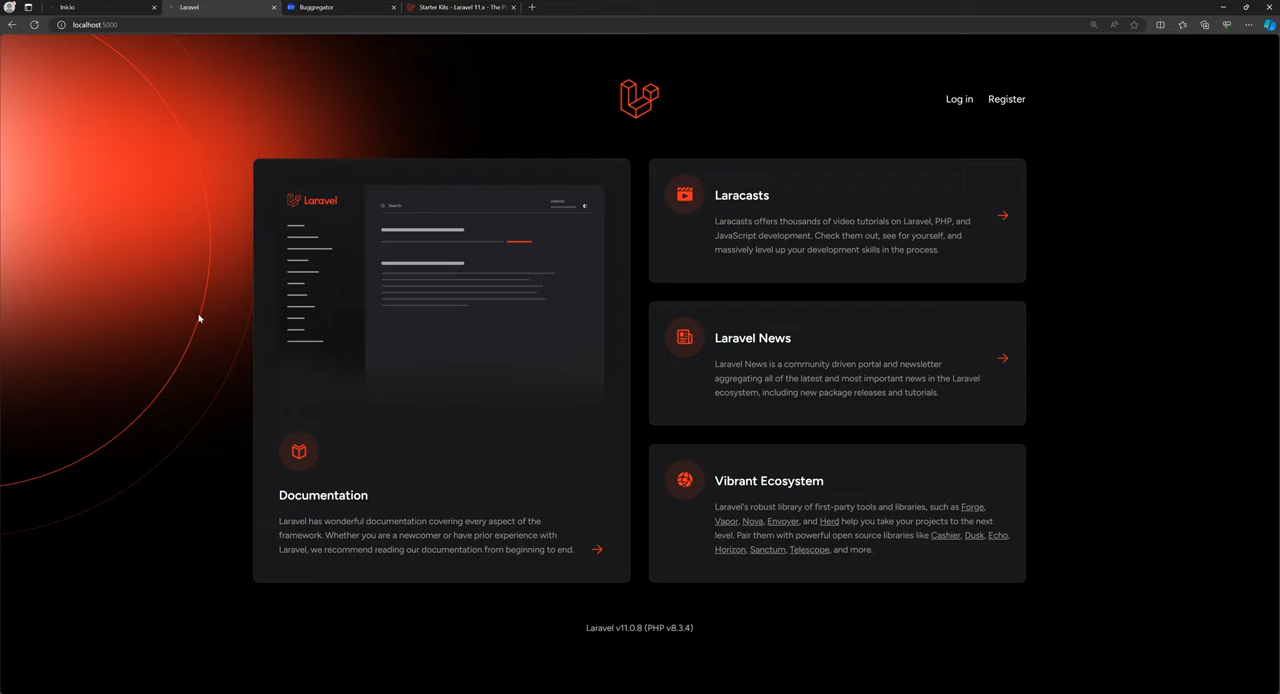 Inicio
Laravel
Buggregator
Starter Kits - Laravel 11.x - The P
localhost:5000
Log in
Register
Laravel
Search
VERSION
Documentation
Laravel has wonderful documentation covering every aspect of the
framework. Whether you are a newcomer or have prior experience with
Laravel, we recommend reading our documentation from beginning to end.
Laracasts
Laracasts offers thousands of video tutorials on Laravel, PHP, and
JavaScript development. Check them out, see for yourself, and
massively level up your development skills in the process.
Laravel News
Laravel News is a community driven portal and newsletter
aggregating all of the latest and most important news in the Laravel
ecosystem, including new package releases and tutorials.
Vibrant Ecosystem
Laravel's robust library of first-party tools and libraries, such as Forge,
Vapor, Nova, Envoyer, and Herd help you take your projects to the next
level. Pair them with powerful open source libraries like Cashier, Dusk, Echo,
Horizon, Sanctum, Telescope, and more.
Laravel v11.0.8 (PHP v8.3.4)